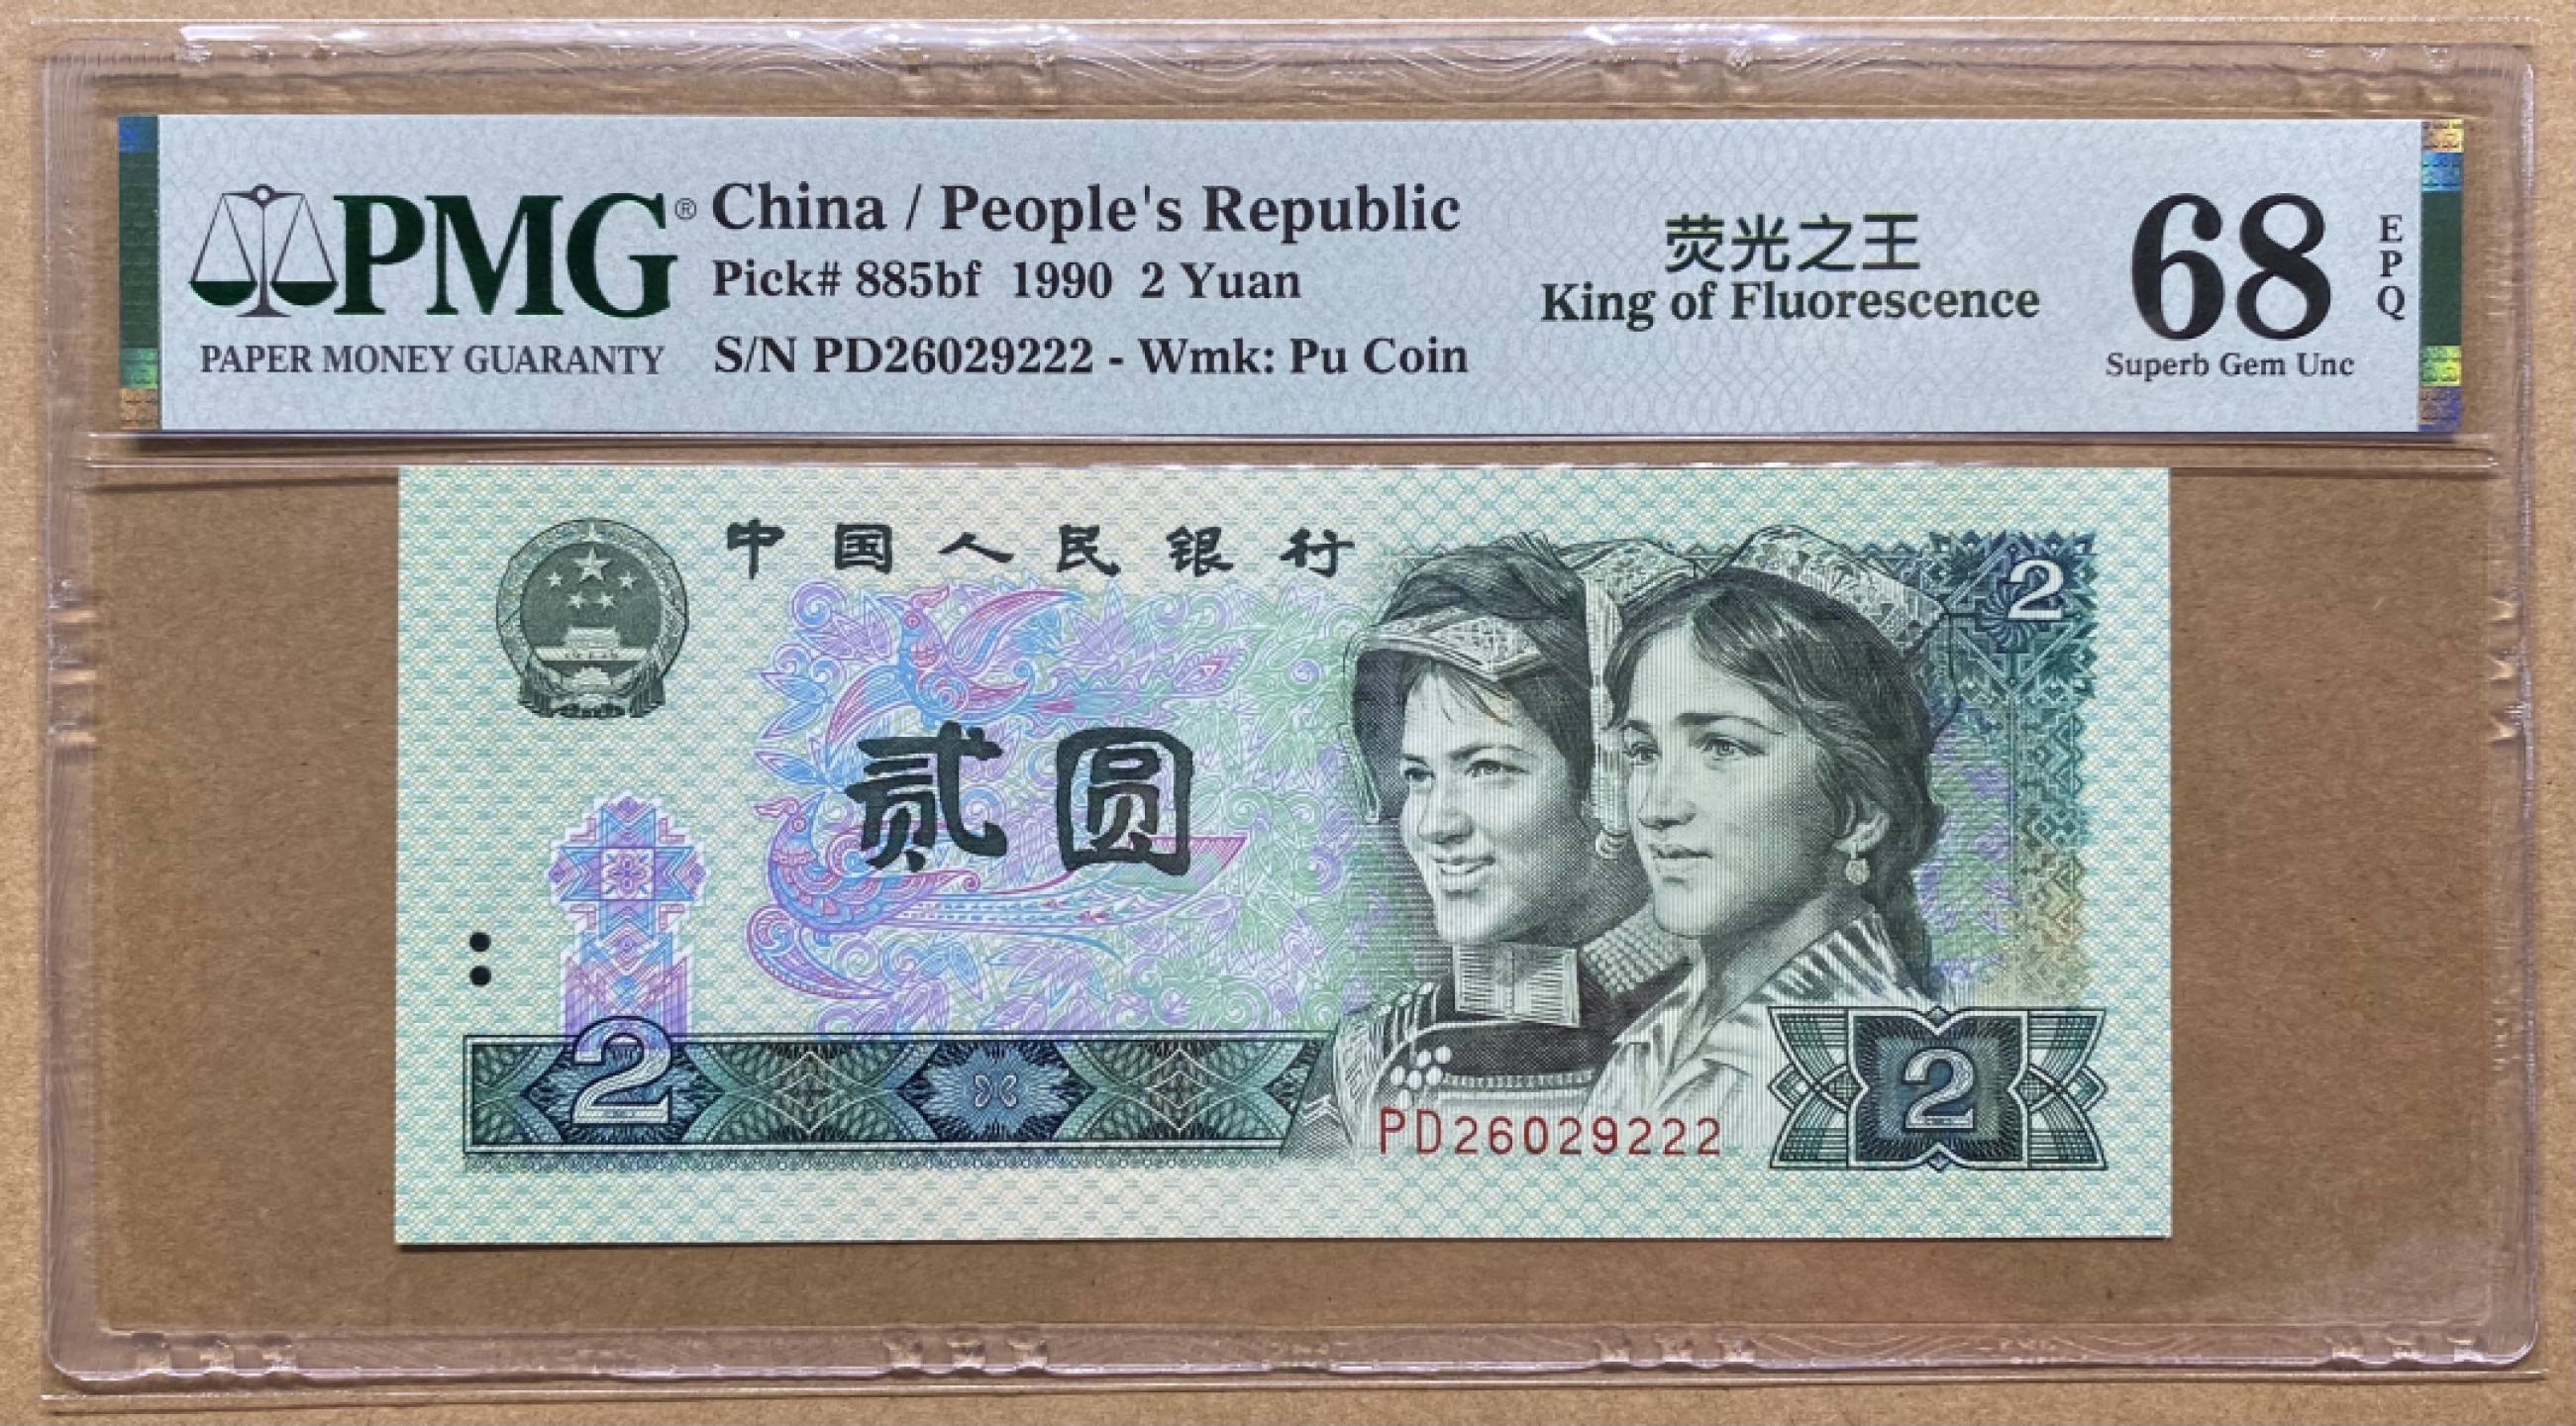 PMG®
PAPER MONEY GUARANTY
China / People's Republic
Pick# 885bf 1990 2 Yuan
S/N PD26029222 - Wmk: Pu Coin
荧光之王
King of Fluorescence
68
EPQ
Superb Gem Unc
中国人民银行
2
贰圆
2
PD26029222
2